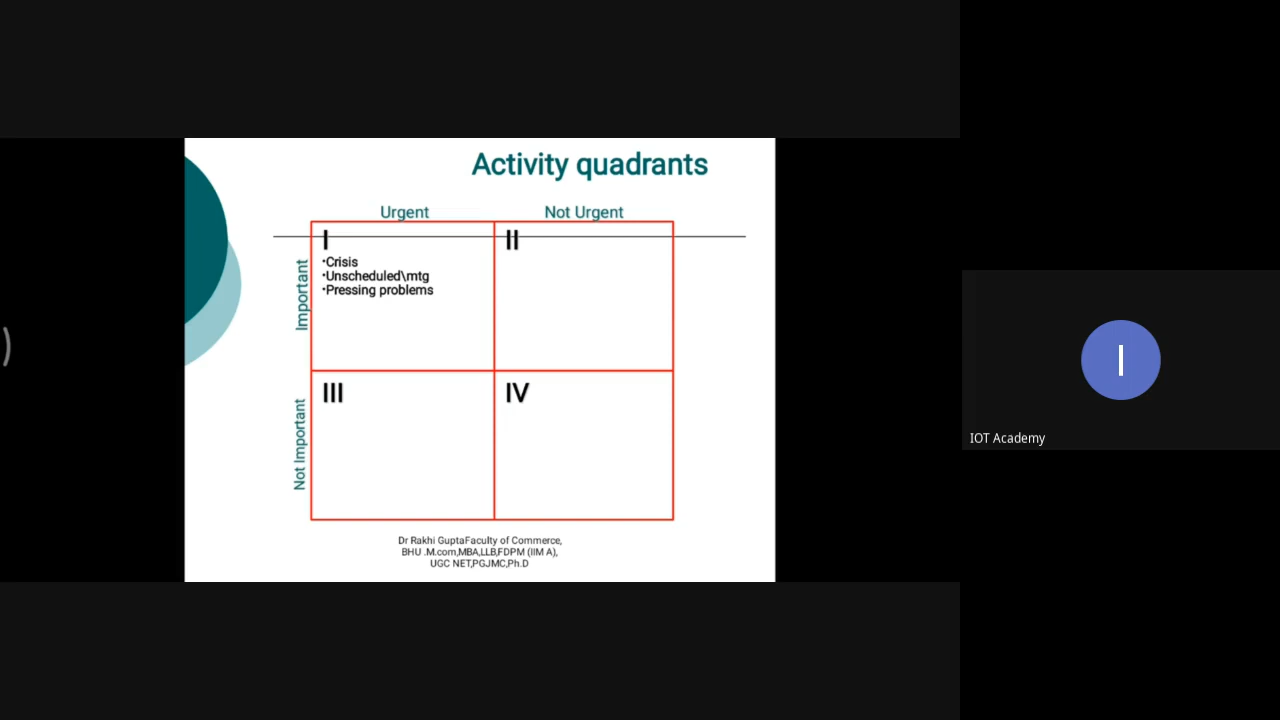 Activity quadrants
Urgent
Not Urgent
Important
I
•Crisis
•Unscheduled\mtg
•Pressing problems
II
Not Important
III
IV
Dr Rakhi GuptaFaculty of Commerce,
BHU .M.com,MBA,LLB,FDPM (IIM A),
UGC NET,PGJMC,Ph.D
I
IOT Academy